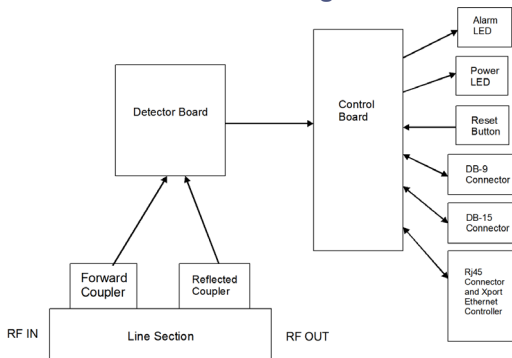 Alarm
LED
Power
LED
Detector Board
Control
Board
Reset
Button
DB-9
Connector
DB-15
Connector
Forward
Coupler
Reflected
Coupler
Rj45
Connector
and Xport
Ethernet
Controller
RF IN
Line Section
RF OUT